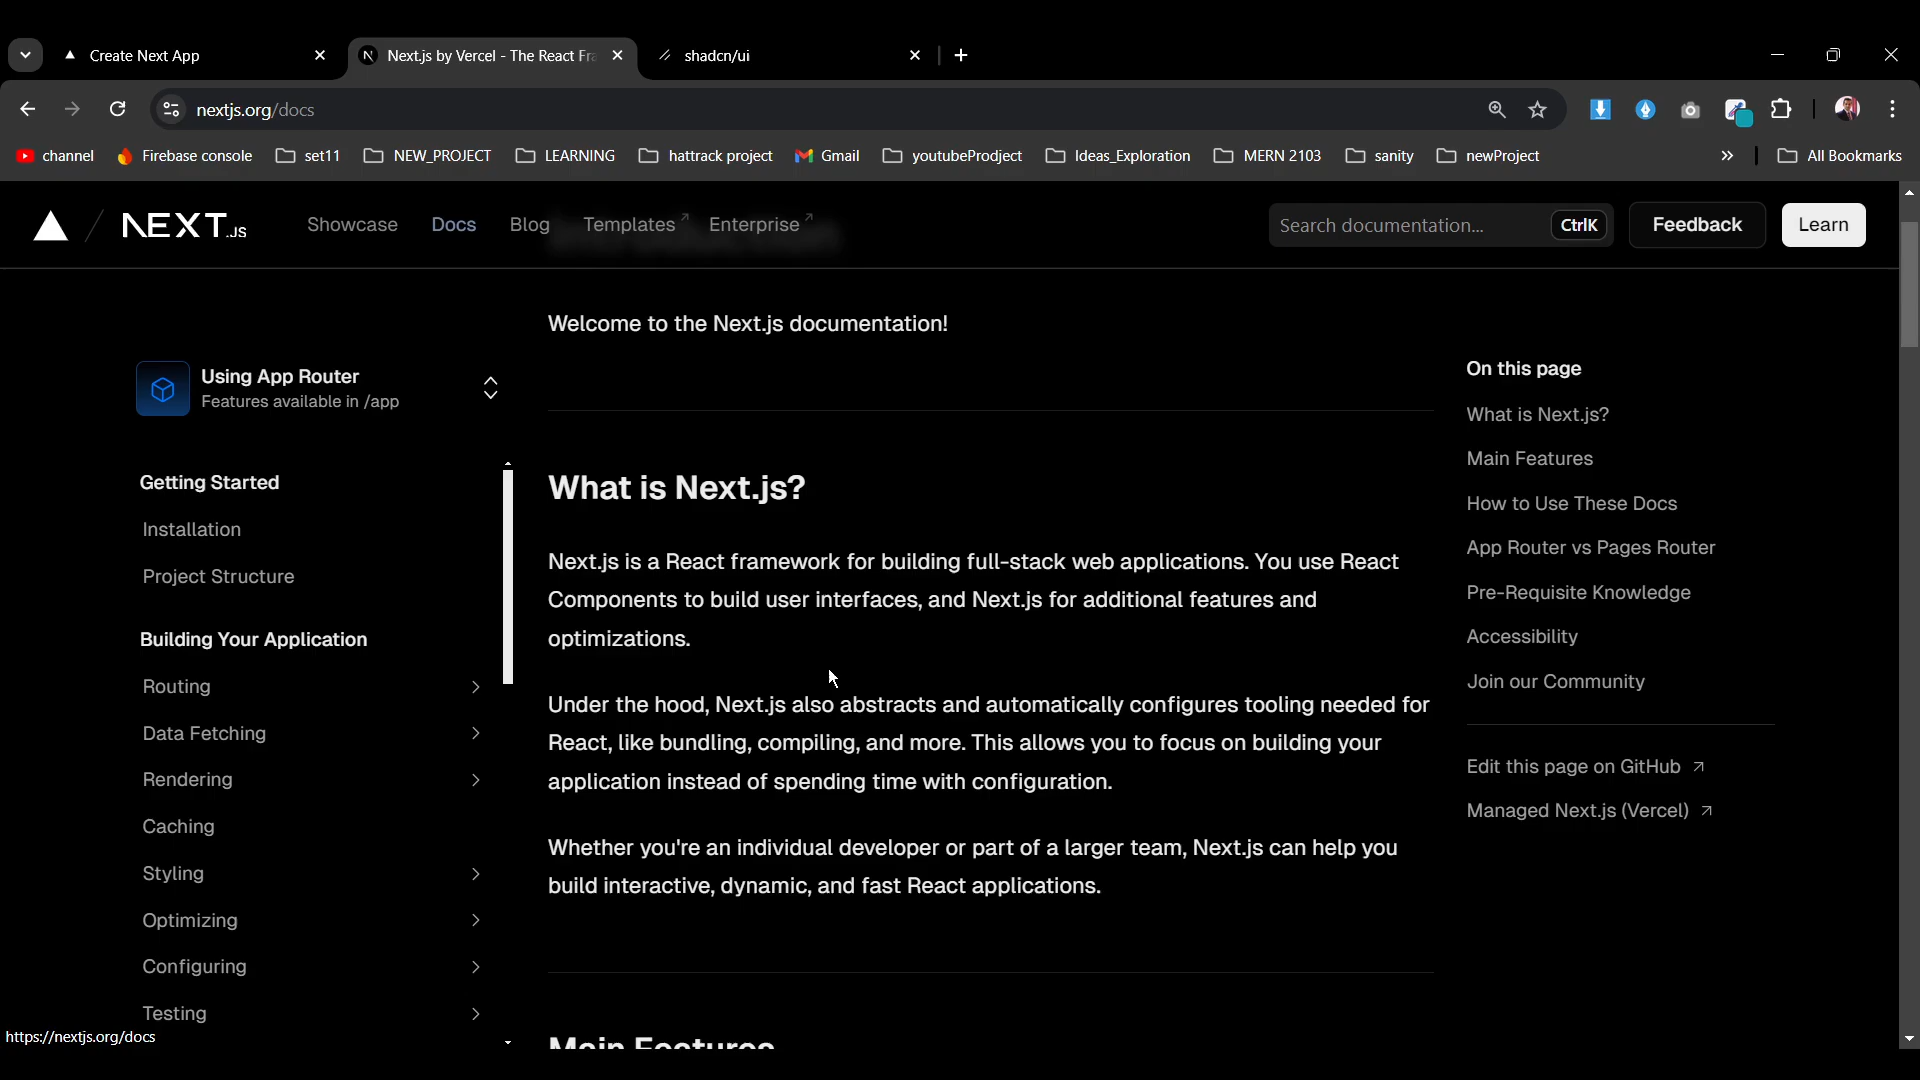 Create Next App
Next.js by Vercel - The React Fra
shadcn/ui
nextjs.org/docs
channel
Firebase console
set11
NEW_PROJECT
LEARNING
hattrack project
Gmail
youtubeProdject
Ideas_Exploration
MERN 2103
sanity
newProject
All Bookmarks
NEXT.JS
Showcase
Docs
Blog
Templates
Enterprise
Search documentation...
CtrlK
Feedback
Learn
Using App Router
Features available in /app
Getting Started
Installation
Project Structure
Building Your Application
Routing
Data Fetching
Rendering
Caching
Styling
Optimizing
Configuring
Testing
Welcome to the Next.js documentation!
What is Next.js?
Next.js is a React framework for building full-stack web applications. You use React
Components to build user interfaces, and Next.js for additional features and
optimizations.
Under the hood, Next.js also abstracts and automatically configures tooling needed for
React, like bundling, compiling, and more. This allows you to focus on building your
application instead of spending time with configuration.
Whether you're an individual developer or part of a larger team, Next.js can help you
build interactive, dynamic, and fast React applications.
Main Features
On this page
What is Next.js?
Main Features
How to Use These Docs
App Router vs Pages Router
Pre-Requisite Knowledge
Accessibility
Join our Community
Edit this page on GitHub
Managed Next.js (Vercel)
https://nextjs.org/docs